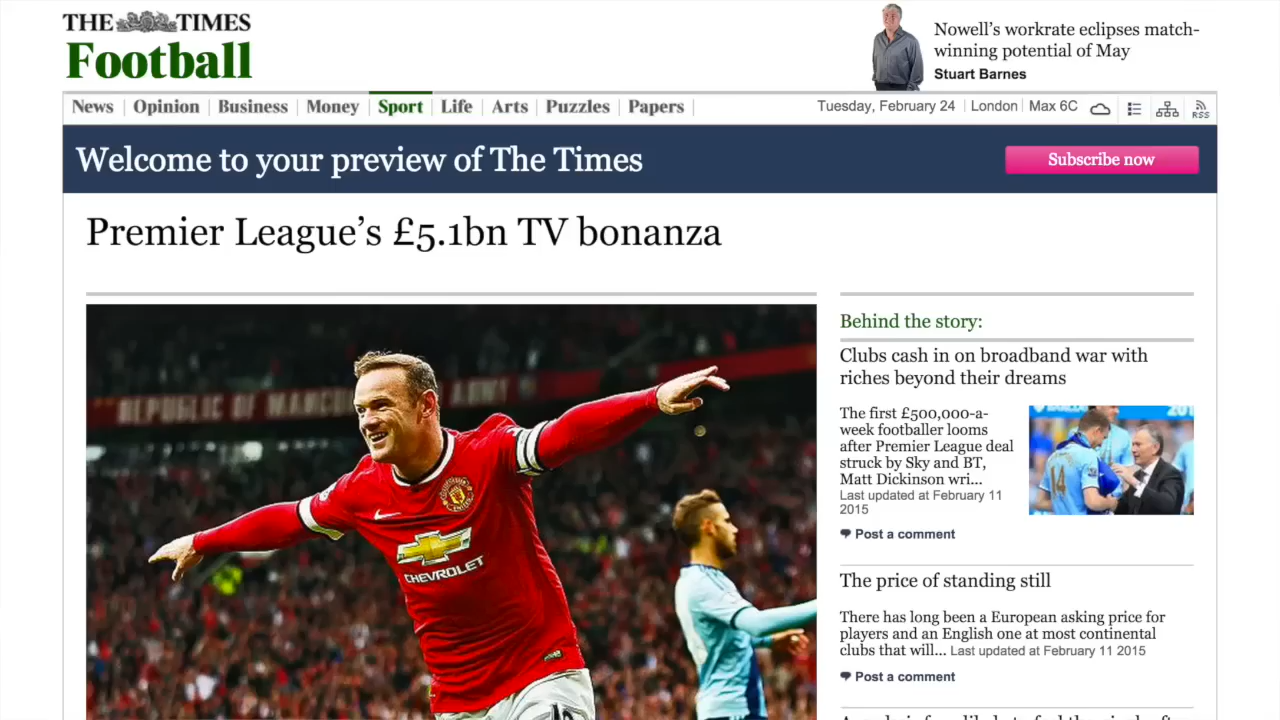 THE TIMES
Football
Nowell's workrate eclipses match-
winning potential of May
Stuart Barnes
News Opinion Business Money Sport Life Arts Puzzles Papers
Tuesday, February 24 London Max 6C RSS
Welcome to your preview of The Times
Subscribe now
Premier League's £5.1bn TV bonanza
REPUBLIC OF MANCUNIA
ARMY
CHEVROLET
Behind the story:
Clubs cash in on broadband war with
riches beyond their dreams
The first £500,000-a-
week footballer looms
after Premier League deal
struck by Sky and BT,
Matt Dickinson wri...
Last updated at February 11
2015
14
Post a comment
The price of standing still
There has long been a European asking price for
players and an English one at most continental
clubs that will... Last updated at February 11 2015
Post a comment